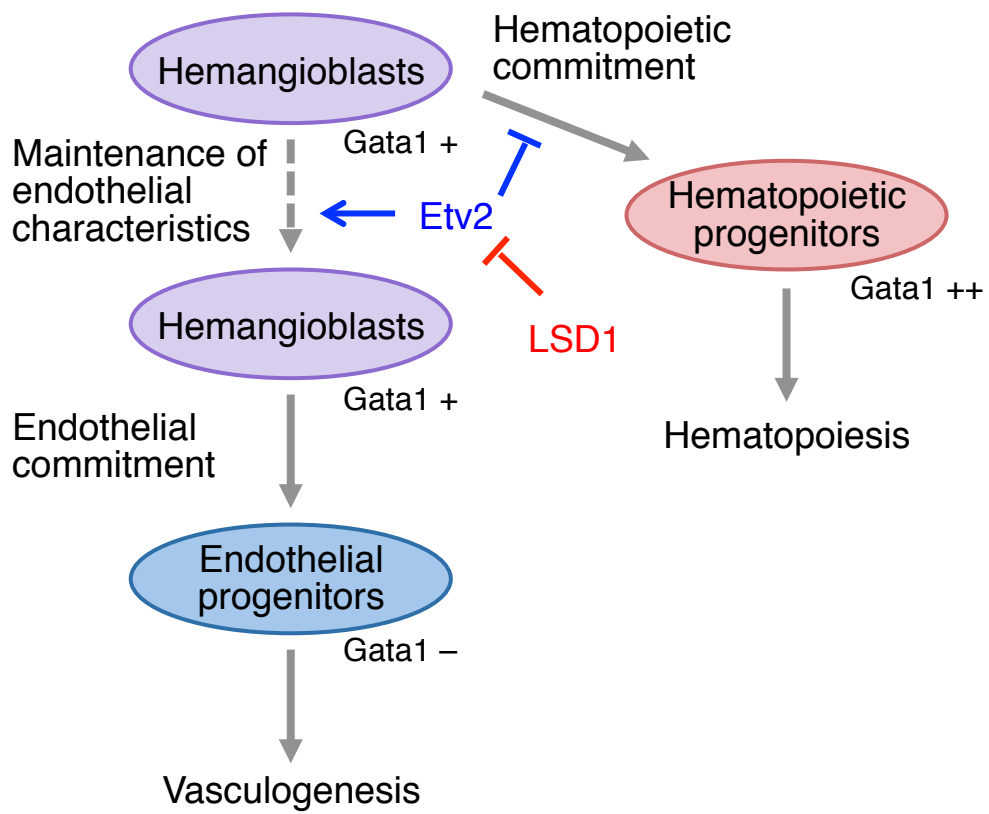 Hemangioblasts
Gata1 +
Hematopoietic
commitment
Maintenance of
endothelial
characteristics
Etv2
LSD1
Hematopoietic
progenitors
Gata1 ++
Hematopoiesis
Hemangioblasts
Gata1 +
Endothelial
commitment
Endothelial
progenitors
Gata1 –
Vasculogenesis